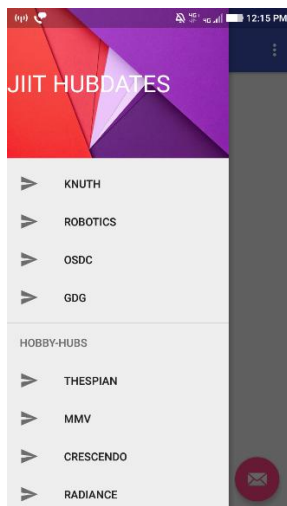 12:15 PM
JIIT HUBDATES
KNUTH
ROBOTICS
OSDC
GDG
HOBBY-HUBS
THESPIAN
MMV
CRESCENDO
RADIANCE